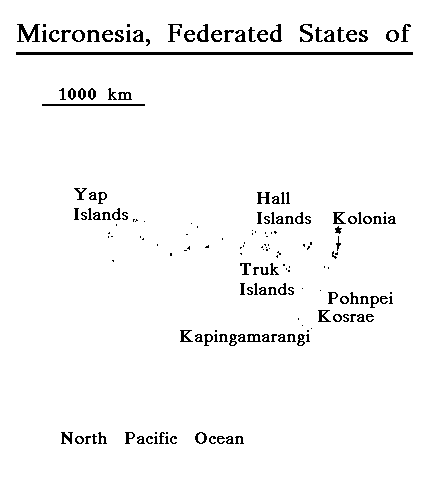 Micronesia, Federated States of
1000 km
Yap
Islands
Hall
Islands
Kolonia
Truk
Islands
Pohnpei
Kosrae
Kapingamarangi
North Pacific Ocean